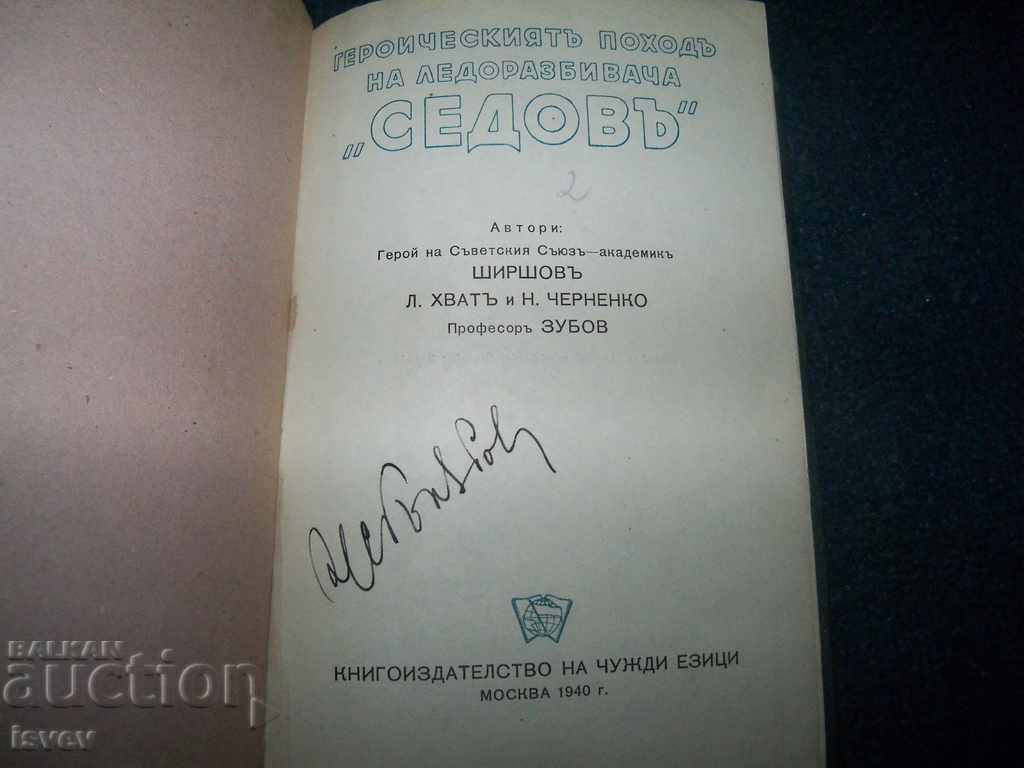 ГЕРОИЧЕСКИЯТЪ ПОХОДЪ
НА ЛЕДОРАЗБИВАЧА
„СЕДОВЪ"
2
Автори:
Герой на Съветския Съюзъ—академикъ
ШИРШОВЪ
Л. ХВАТЪ и Н. ЧЕРНЕНКО
Професоръ ЗУБОВ
КНИГОИЗДАТЕЛСТВО НА ЧУЖДИ ЕЗИЦИ
МОСКВА 1940 г.
BALKAN
auction
isvev